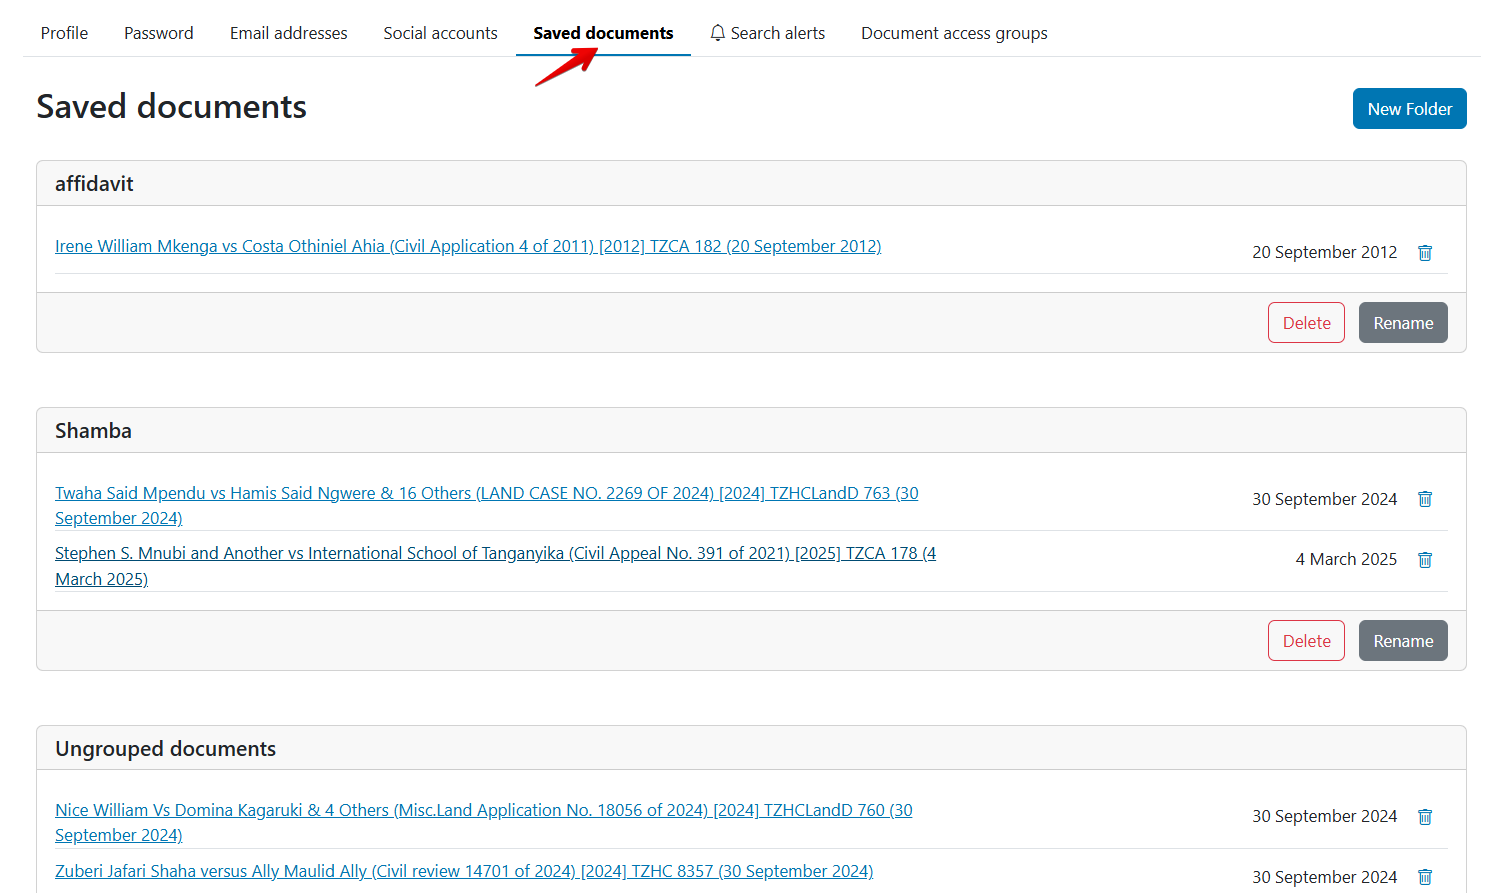 Profile Password Email addresses Social accounts Saved documents Search alerts Document access groups
Saved documents
New Folder
affidavit
Irene William Mkenga vs Costa Othiniel Ahia (Civil Application 4 of 2011) [2012] TZCA 182 (20 September 2012)
20 September 2012
Delete Rename
Shamba
Twaha Said Mpendu vs Hamis Said Ngwere & 16 Others (LAND CASE NO. 2269 OF 2024) [2024] TZHCLandD 763 (30
September 2024)
30 September 2024
Stephen S. Mnubi and Another vs International School of Tanganyika (Civil Appeal No. 391 of 2021) [2025] TZCA 178 (4
March 2025)
4 March 2025
Delete Rename
Ungrouped documents
Nice William Vs Domina Kagaruki & 4 Others (Misc.Land Application No. 18056 of 2024) [2024] TZHCLandD 760 (30
September 2024)
30 September 2024
Zuberi Jafari Shaha versus Ally Maulid Ally (Civil review 14701 of 2024) [2024] TZHC 8357 (30 September 2024)
30 September 2024